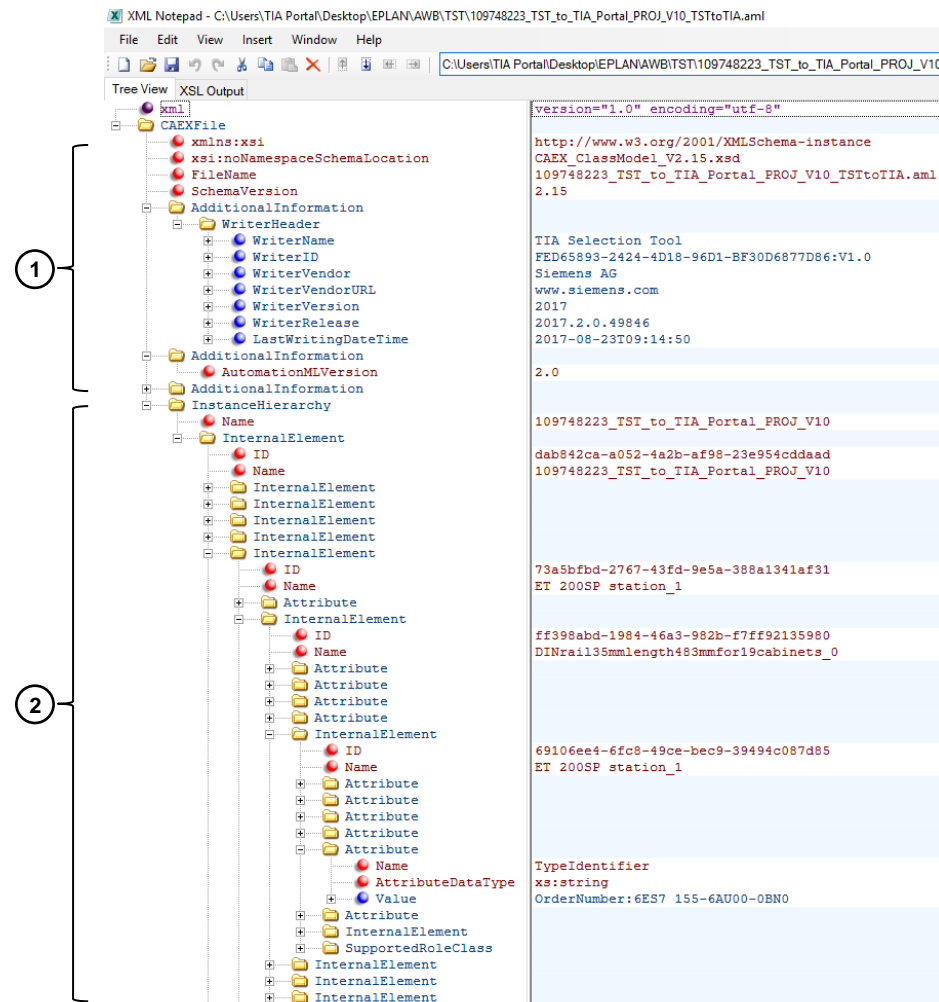 XML Notepad - C:\Users\TIA Portal\Desktop\EPLAN\AWB\TST\109748223_TST_to_TIA_Portal_PROJ_V10_TSTtoTIA.aml
File Edit View Insert Window Help
C:\Users\TIA Portal\Desktop\EPLAN\AWB\TST\109748223_TST_to_TIA_Portal_PROJ_V10
Tree View XSL Output
xml version="1.0" encoding="utf-8"
CAEXFile
xmlns:xsi http://www.w3.org/2001/XMLSchema-instance
xsi:noNamespaceSchemaLocation CAEX_ClassModel_V2.15.xsd
FileName 109748223_TST_to_TIA_Portal_PROJ_V10_TSTtoTIA.aml
SchemaVersion 2.15
AdditionalInformation
WriterHeader
WriterName TIA Selection Tool
1 WriterID FED65893-2424-4D18-96D1-BF30D6877D86:V1.0
WriterVendor Siemens AG
WriterVendorURL www.siemens.com
WriterVersion 2017
WriterRelease 2017.2.0.49846
LastWritingDateTime 2017-08-23T09:14:50
AdditionalInformation
AutomationMLVersion 2.0
AdditionalInformation
InstanceHierarchy
Name 109748223_TST_to_TIA_Portal_PROJ_V10
InternalElement
ID dab842ca-a052-4a2b-af98-23e954cddaad
Name 109748223_TST_to_TIA_Portal_PROJ_V10
InternalElement
InternalElement
InternalElement
InternalElement
InternalElement
ID 73a5bfbd-2767-43fd-9e5a-388a1341af31
Name ET 200SP station_1
Attribute
InternalElement
ID ff398abd-1984-46a3-982b-f7ff92135980
Name DINrail35mmlength483mmfor19cabinets_0
Attribute
Attribute
2 Attribute
Attribute
InternalElement
ID 69106ee4-6fc8-49ce-bec9-39494c087d85
Name ET 200SP station_1
Attribute
Attribute
Attribute
Attribute
Attribute
Name TypeIdentifier
AttributeDataType xs:string
Value OrderNumber:6ES7 155-6AU00-0BN0
Attribute
InternalElement
SupportedRoleClass
InternalElement
InternalElement
InternalElement